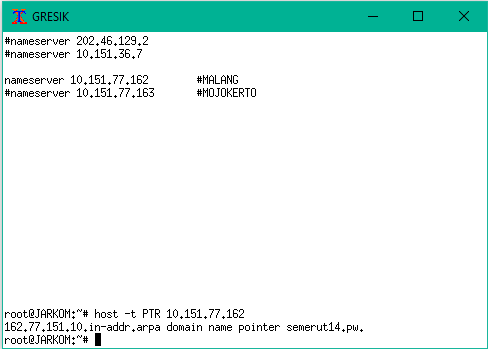 GRESIK
#nameserver 202.46.129.2
#nameserver 10.151.36.7
nameserver 10.151.77.162 #MALANG
#nameserver 10.151.77.163 #MOJOKERTO
root@JARKOM:~# host -t PTR 10.151.77.162
162.77.151.10.in-addr.arpa domain name pointer semerut14.pw.
root@JARKOM:~#